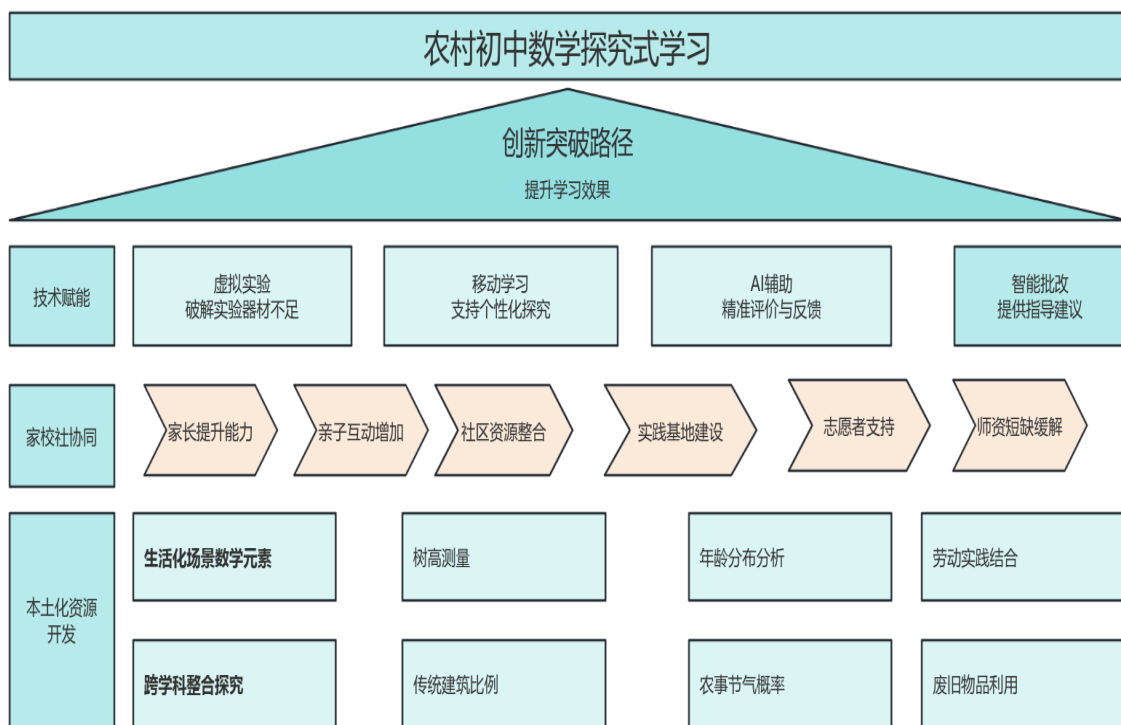 农村初中数学探究式学习
创新突破路径
提升学习效果
技术赋能
虚拟实验
破解实验器材不足
移动学习
支持个性化探究
AI辅助
精准评价与反馈
智能批改
提供指导建议
家校社协同
家长提升能力
亲子互动增加
社区资源整合
实践基地建设
志愿者支持
师资短缺缓解
本土化资源
开发
生活化场景数学元素
树高测量
年龄分布分析
劳动实践结合
跨学科整合探究
传统建筑比例
农事节气概率
废旧物品利用